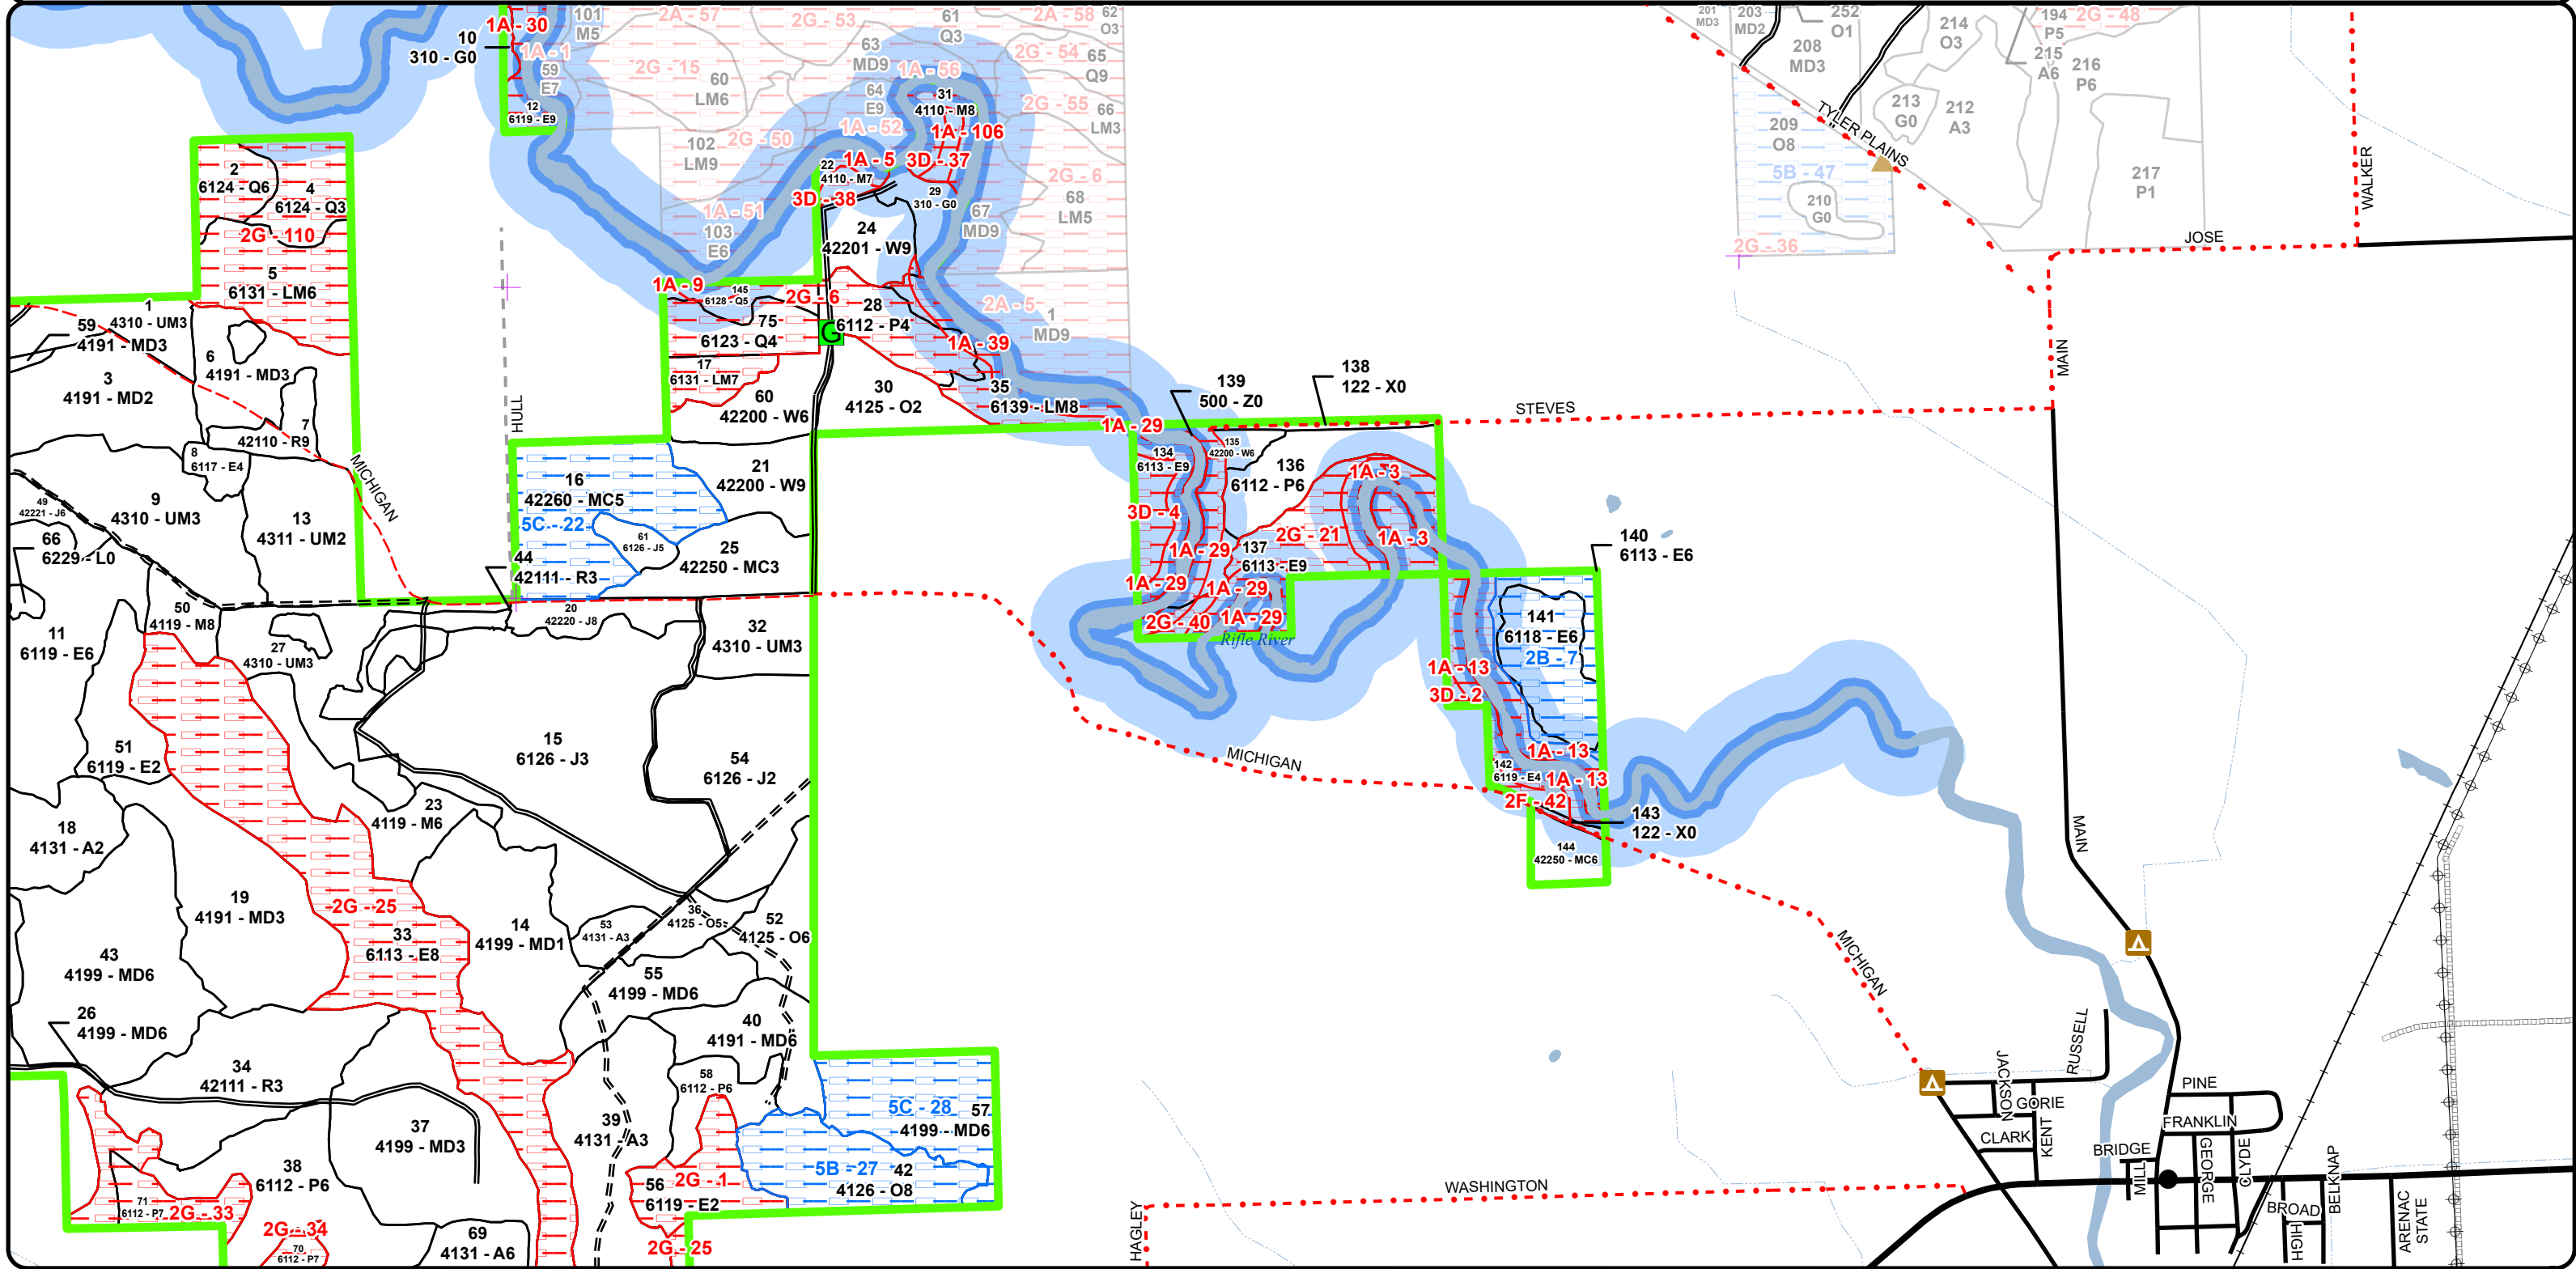 1A - 30
10
310 - G0
1A - 1
59
E7
12
6119 - E9
101
M5
2A - 57
2G - 53
61
Q3
2A - 58
62
O3
63
MD9
2G - 54
65
Q9
2G - 15
60
LM6
1A - 56
64
E9
31
4110 - M8
2G - 55
66
LM3
1A - 52
1A - 106
102
LM9
2G - 50
22
4110 - M7
1A - 5
3D - 37
3D - 38
29
310 - G0
2G - 6
68
LM5
67
MD9
1A - 51
103
E6
24
42201 - W9
201
MD3
203
MD2
252
O1
208
MD3
214
O3
194
P5
2G - 48
215
A6
216
P6
213
G0
212
A3
TYLER PLAINS
209
O8
5B - 47
210
G0
217
P1
2G - 36
WALKER
JOSE
2
6124 - Q6
4
6124 - Q3
2G - 110
5
6131 - LM6
1
4310 - UM3
59
4191 - MD3
6
4191 - MD3
3
4191 - MD2
7
42110 - R9
8
6117 - E4
MICHIGAN
HULL
1A - 9
145
6128 - Q5
2G - 6
75
6123 - Q4
G
28
6112 - P4
1A - 39
2A - 5
1
MD9
17
6131 - LM7
60
42200 - W6
30
4125 - O2
35
6139 - LM8
139
500 - Z0
138
122 - X0
MAIN
STEVES
1A - 29
134
6113 - E9
135
42200 - W6
136
6112 - P6
1A - 3
3D - 4
2G - 21
1A - 3
1A - 29
137
6113 - E9
1A - 29
1A - 29
1A - 29
2G - 40
Rifle River
140
6113 - E6
141
6118 - E6
2B - 7
1A - 13
3D - 2
1A - 13
142
6119 - E4
1A - 13
2F - 42
143
122 - X0
144
42250 - MC6
MICHIGAN
49
42221 - J6
9
4310 - UM3
13
4311 - UM2
66
6229 - L0
16
42260 - MC5
5C - 22
61
6126 - J5
21
42200 - W9
25
42250 - MC3
44
42111 - R3
50
4119 - M8
20
42220 - J8
11
6119 - E6
27
4310 - UM3
32
4310 - UM3
51
6119 - E2
15
6126 - J3
54
6126 - J2
23
4119 - M6
18
4131 - A2
19
4191 - MD3
2G - 25
33
6113 - E8
14
4199 - MD1
53
4131 - A3
36
4125 - O5
52
4125 - O6
43
4199 - MD6
55
4199 - MD6
26
4199 - MD6
40
4191 - MD6
34
42111 - R3
58
6112 - P6
5C - 28
57
4199 - MD6
37
4199 - MD3
39
4131 - A3
38
6112 - P6
5B - 27
42
4126 - O8
56
2G - 1
6119 - E2
71
6112 - P7
2G - 33
2G - 34
70
6112 - P7
69
4131 - A6
2G - 25
MAIN
MICHIGAN
HAGLEY
WASHINGTON
JACKSON
RUSSELL
GORIE
CLARK
KENT
PINE
FRANKLIN
BRIDGE
MILL
GEORGE
CLYDE
BROAD
HIGH
BELKNAP
ARENAC STATE